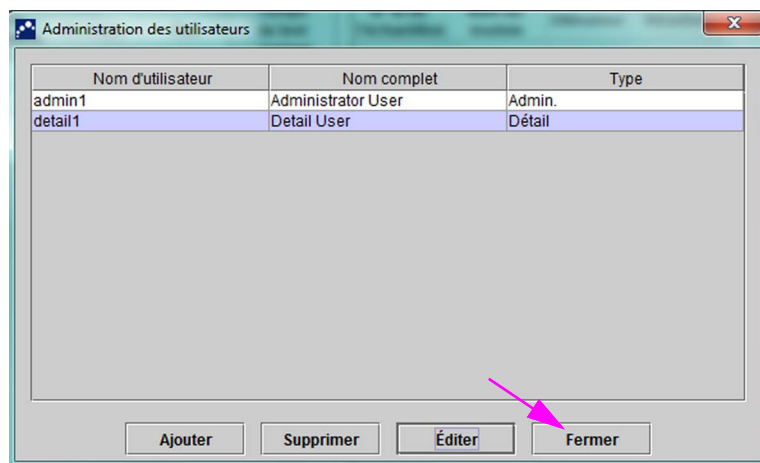 Administration des utilisateurs
Nom d'utilisateur Nom complet Type
admin1 Administrator User Admin.
detail1 Detail User Détail
Ajouter Supprimer Éditer Fermer